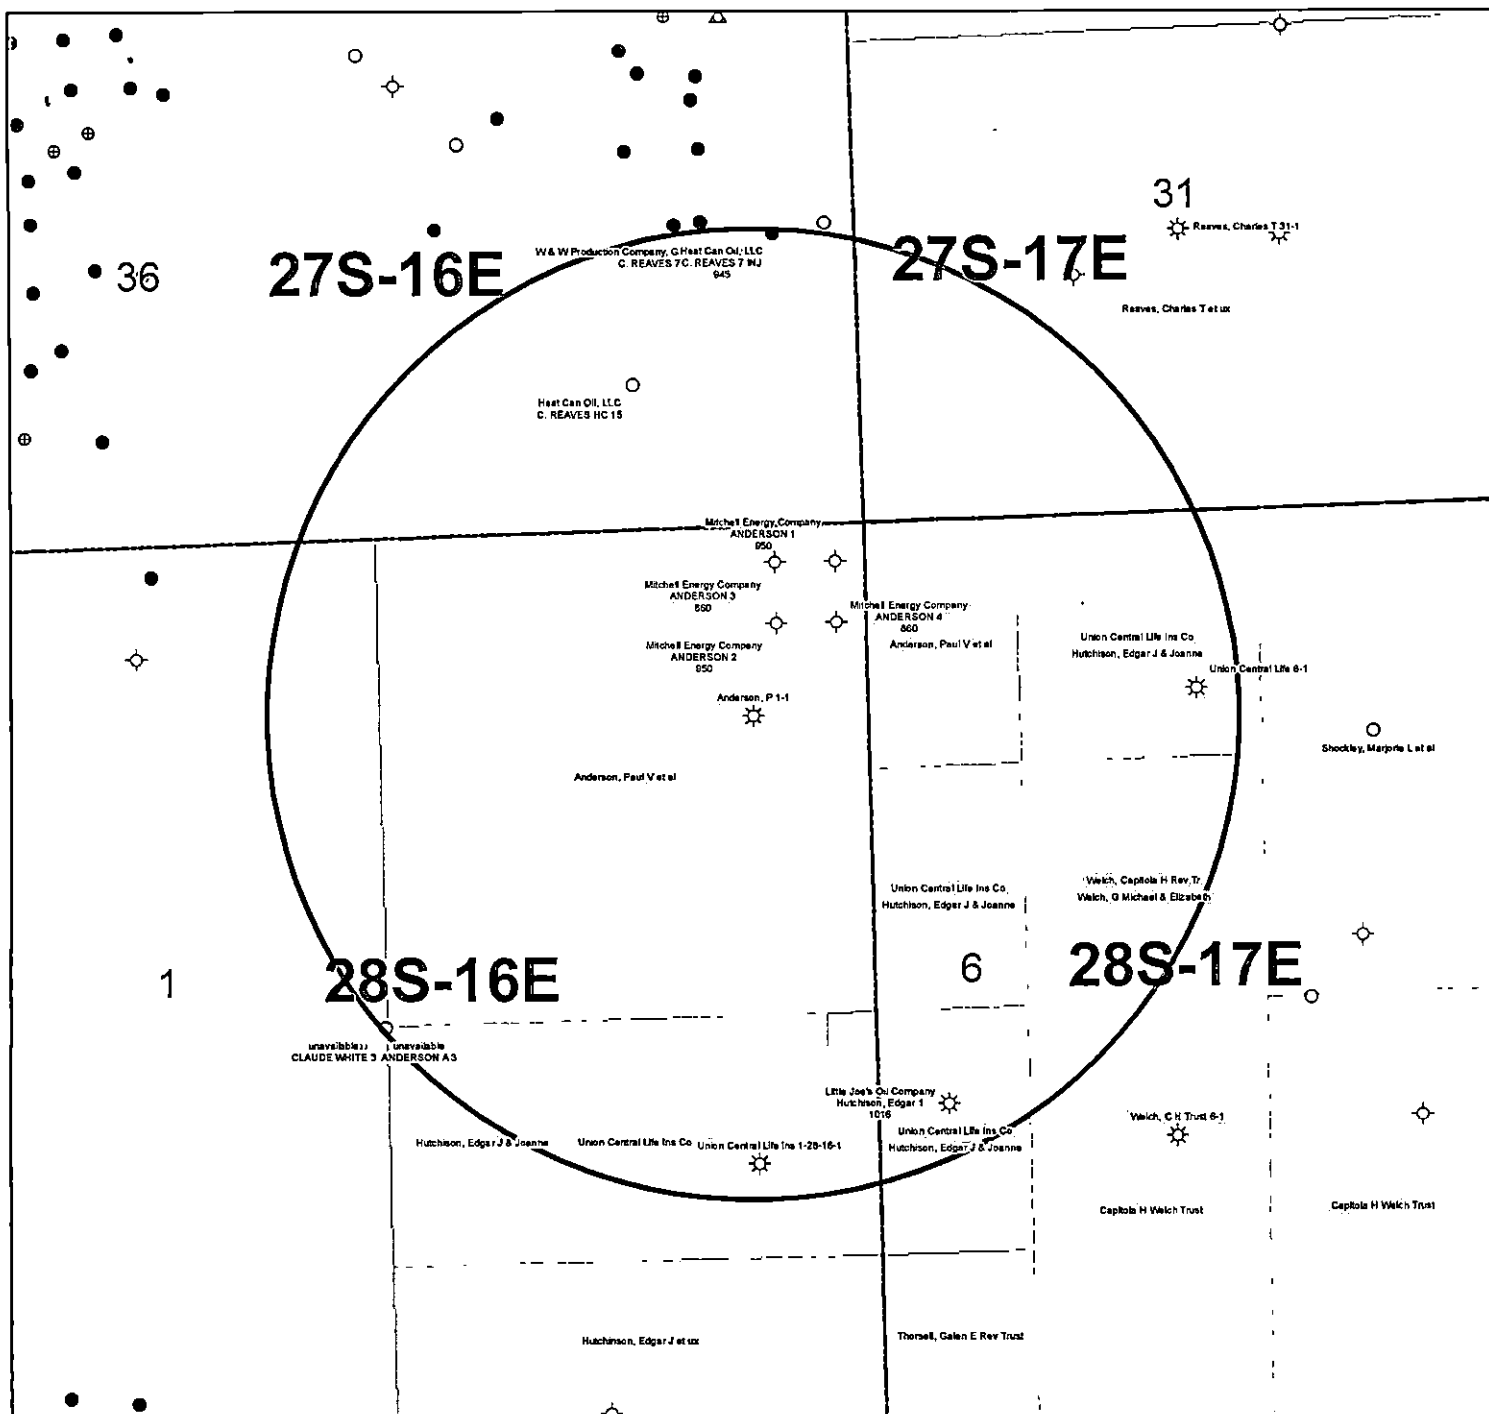 31
Reaves, Charles T 31-1
27S-16E
27S-17E
36
W & W Production Company, G Heat Can Oil, LLC
C. REAVES 7 C. REAVES 7 INJ
945
Reaves, Charles T et ux
Heat Can Oil, LLC
C. REAVES HC 15
Mitchell Energy Company
ANDERSON 1
950
Mitchell Energy Company
ANDERSON 3
860
Mitchell Energy Company
ANDERSON 4
860
Anderson, Paul V et al
Union Central Life Ins Co
Hutchison, Edgar J & Joanne
Mitchell Energy Company
ANDERSON 2
950
Union Central Life 6-1
Anderson, P 1-1
Shockley, Marjorie L et al
Anderson, Paul V et al
Union Central Life Ins Co
Hutchison, Edgar J & Joanne
Welch, Capitola H Rev Tr
Welch, G Michael & Elizabeth
1
28S-16E
6
28S-17E
unavailable unavailable
CLAUDE WHITE 3 ANDERSON A 3
Little Joe's Oil Company
Hutchison, Edgar 1
1016
Union Central Life Ins Co
Hutchison, Edgar J & Joanne
Welch, C H Trust 6-1
Hutchison, Edgar J & Joanne
Union Central Life Ins Co
Union Central Life Ins 1-28-16-1
Capitola H Welch Trust
Capitola H Welch Trust
Hutchinson, Edgar J et ux
Thorsell, Galen E Rev Trust